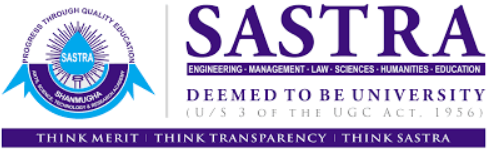 PROGRESS THROUGH QUALITY EDUCATION
SASTRA
SHANMUGHA
ARTS, SCIENCE, TECHNOLOGY & RESEARCH ACADEMY
SASTRA
ENGINEERING - MANAGEMENT - LAW - SCIENCES - HUMANITIES - EDUCATION
DEEMED TO BE UNIVERSITY
(U/S 3 OF THE UGC ACT, 1956)
THINK MERIT | THINK TRANSPARENCY | THINK SASTRA